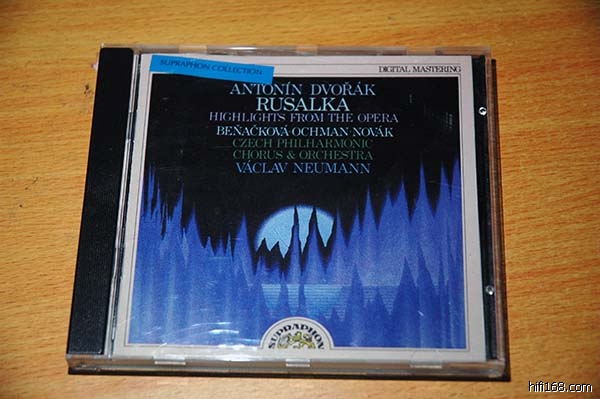 SUPRAPHON COLLECTION
DIGITAL MASTERING
ANTONÍN DVOŘÁK
RUSALKA
HIGHLIGHTS FROM THE OPERA
BEŇAČKOVÁ·OCHMAN·NOVÁK
CZECH PHILHARMONIC
CHORUS & ORCHESTRA
VÁCLAV NEUMANN
SUPRAPHON
hifi168.com